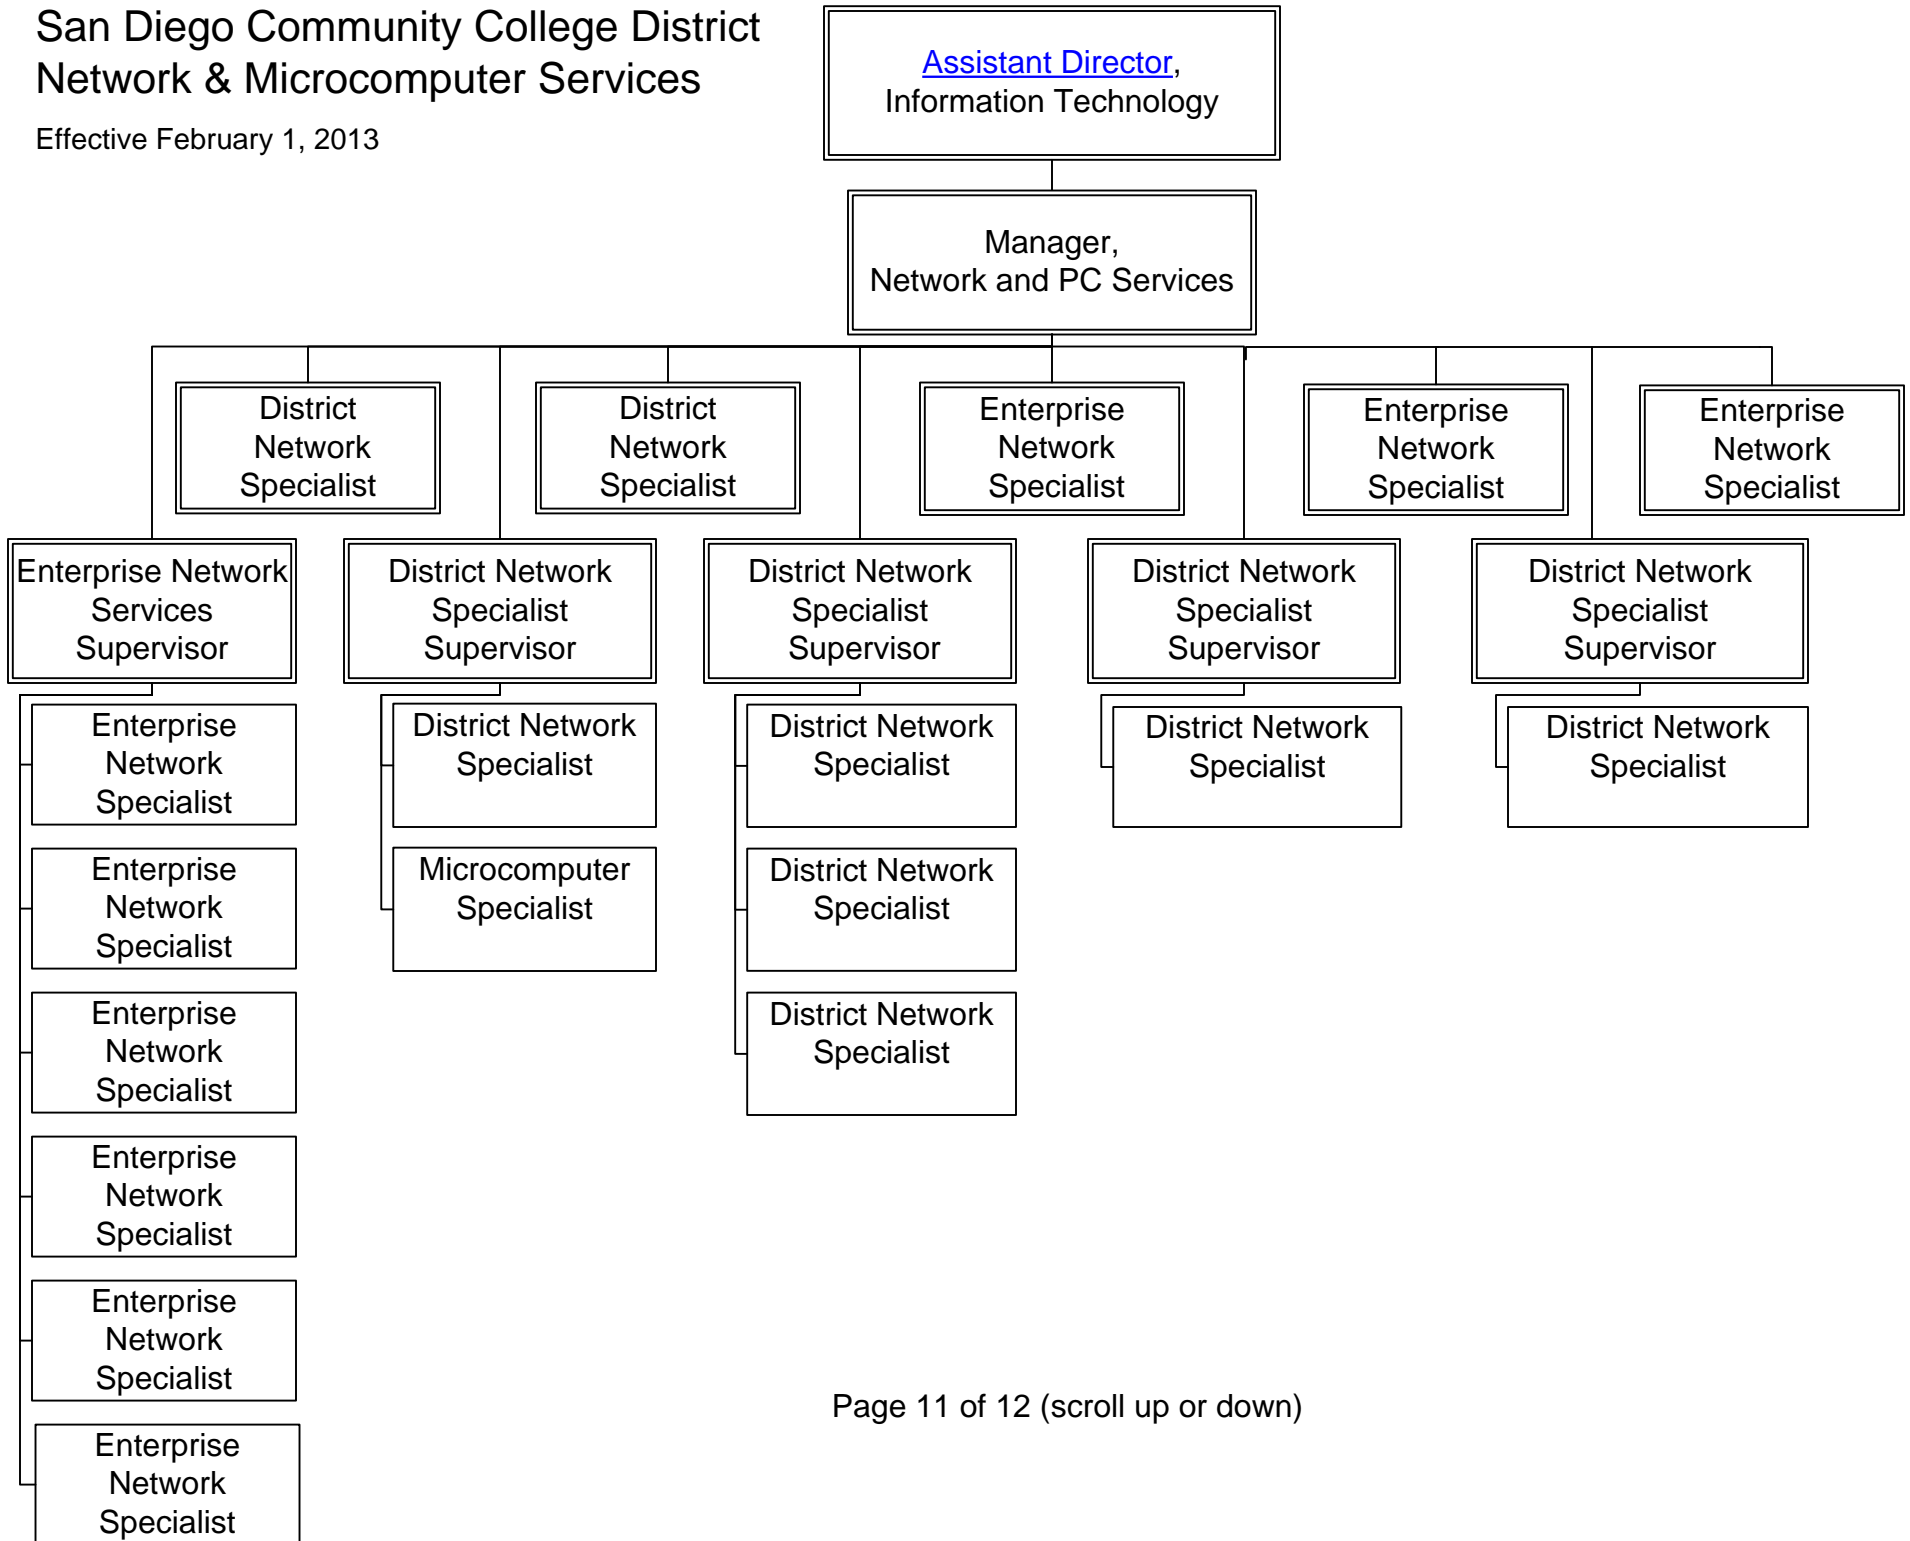 San Diego Community College District
Network & Microcomputer Services
Effective February 1, 2013
Assistant Director,
Information Technology
Manager,
Network and PC Services
District
Network
Specialist
District
Network
Specialist
Enterprise
Network
Specialist
Enterprise
Network
Specialist
Enterprise
Network
Specialist
Enterprise Network
Services
Supervisor
District Network
Specialist
Supervisor
District Network
Specialist
Supervisor
District Network
Specialist
Supervisor
District Network
Specialist
Supervisor
Enterprise
Network
Specialist
District Network
Specialist
District Network
Specialist
District Network
Specialist
District Network
Specialist
Enterprise
Network
Specialist
Microcomputer
Specialist
District Network
Specialist
Enterprise
Network
Specialist
District Network
Specialist
Enterprise
Network
Specialist
Enterprise
Network
Specialist
Enterprise
Network
Specialist
Page 11 of 12 (scroll up or down)